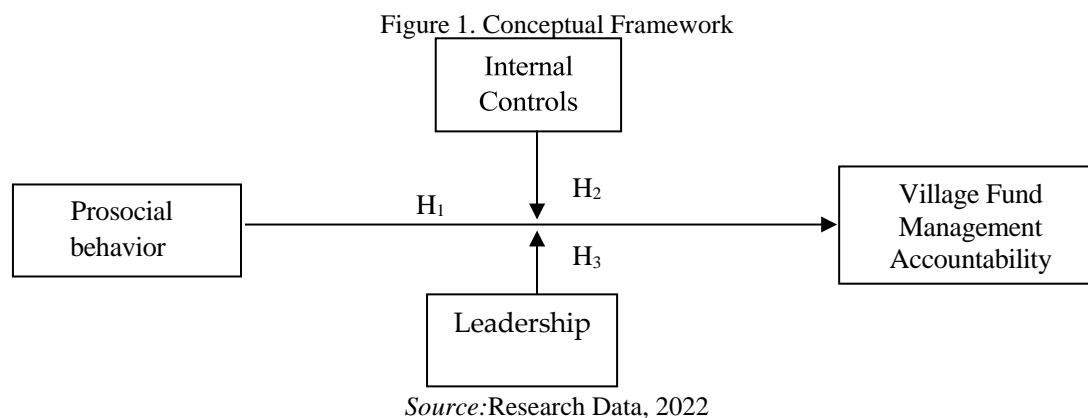 Figure 1. Conceptual Framework
Internal
Controls
H₂
H₁
Prosocial
behavior
Village Fund
Management
Accountability
H₃
Leadership
Source:Research Data, 2022